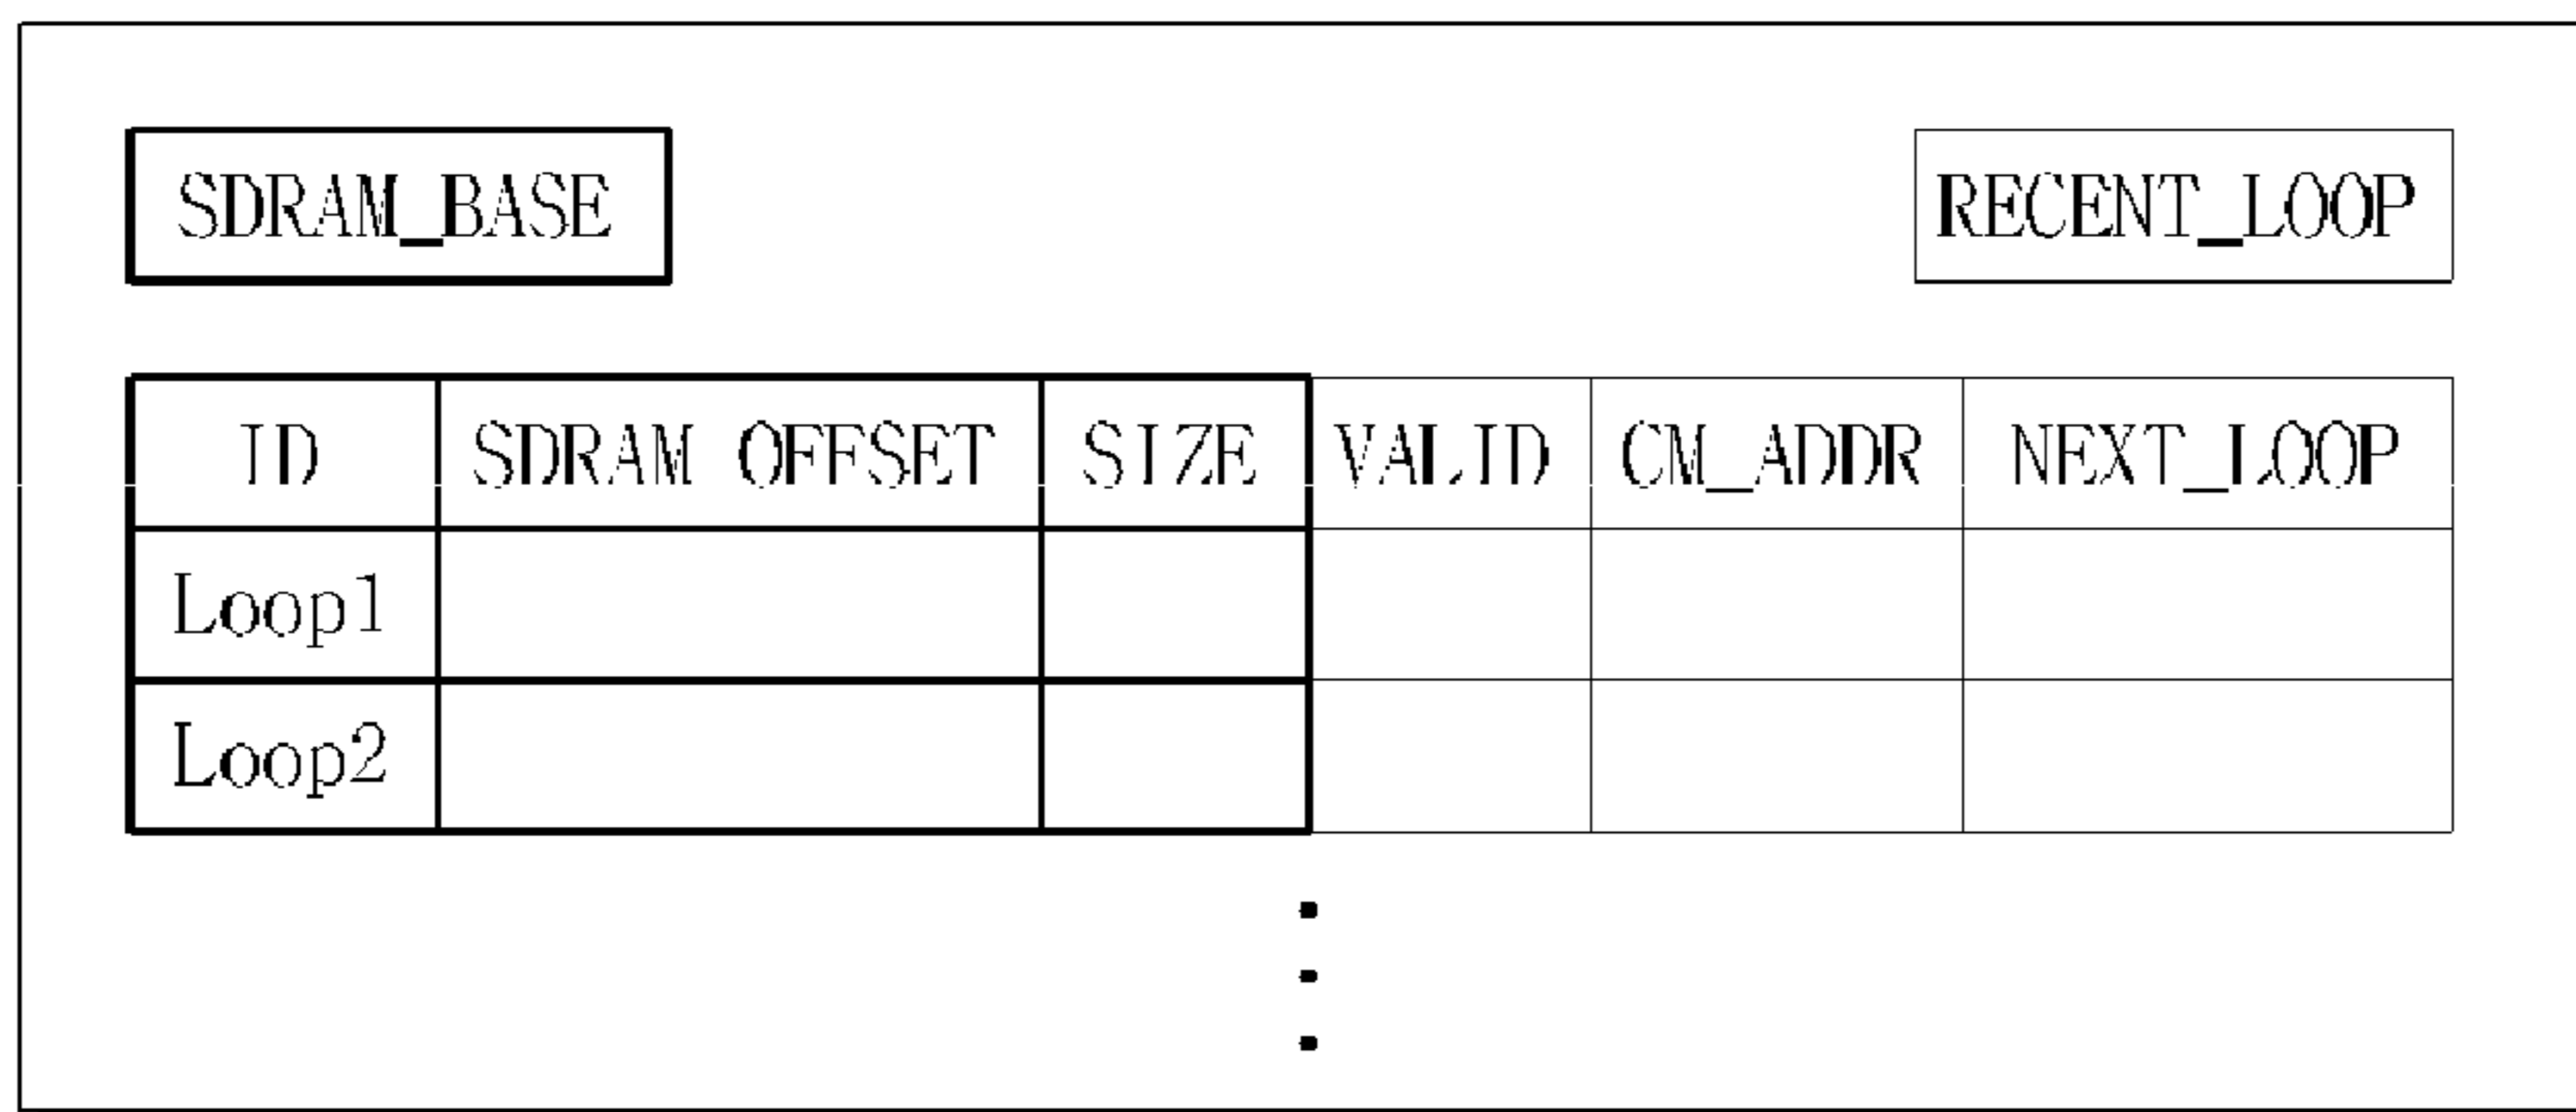 SDRAM_BASE RECENT_LOOP
ID SDRAM OFFSET SIZE VALID CM_ADDR NEXT_LOOP
Loop1
Loop2